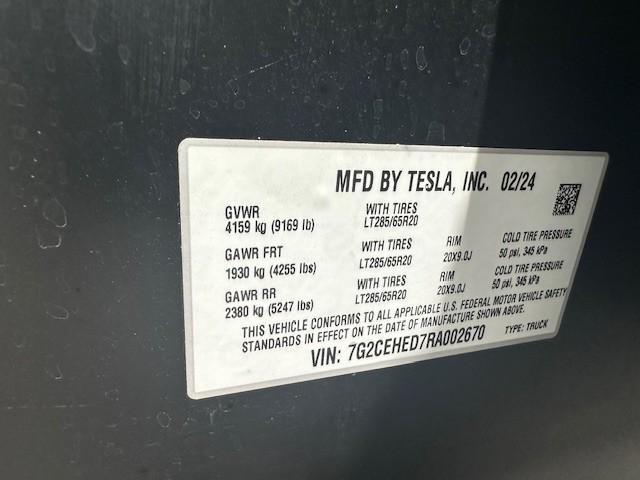 MFD BY TESLA, INC. 02/24
GVWR WITH TIRES
4159 kg (9169 lb) LT285/65R20
GAWR FRT WITH TIRES RIM COLD TIRE PRESSURE
1930 kg (4255 lbs) LT285/65R20 20X9.0J 50 psi, 345 kPa
GAWR RR WITH TIRES RIM COLD TIRE PRESSURE
2380 kg (5247 lbs) LT285/65R20 20X9.0J 50 psi, 345 kPa
THIS VEHICLE CONFORMS TO ALL APPLICABLE U.S. FEDERAL MOTOR VEHICLE SAFETY
STANDARDS IN EFFECT ON THE DATE OF MANUFACTURE SHOWN ABOVE.
VIN: 7G2CEHED7RA002670 TYPE: TRUCK